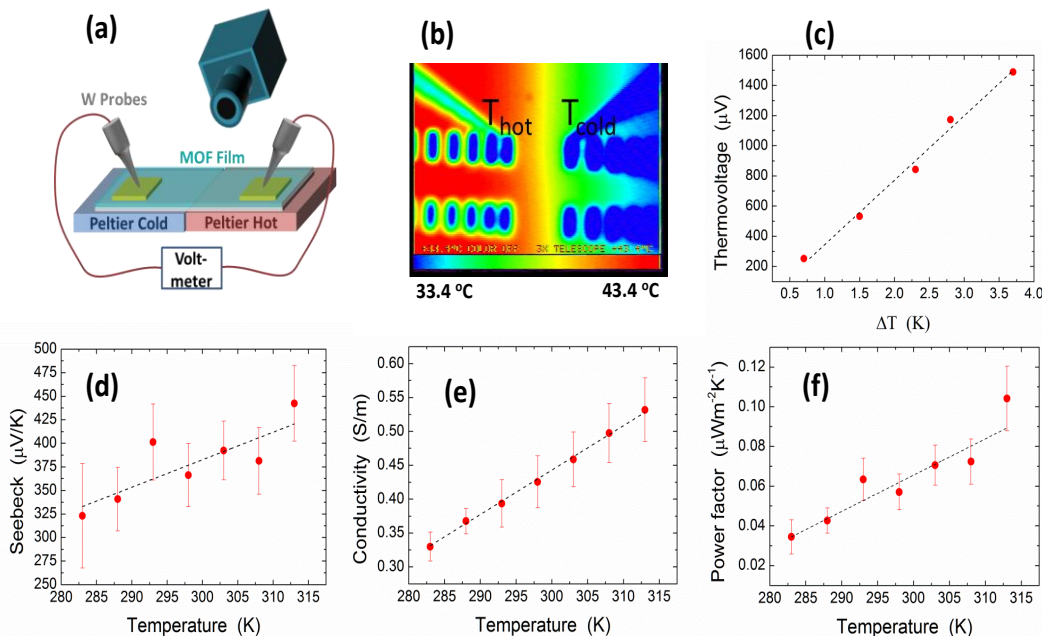 (a)
W Probes
MOF Film
Peltier Cold
Peltier Hot
Volt-
meter
(b)
T hot
T cold
33.4 ºC
43.4 ºC
(c)
Thermovoltage (μV)
1600
1400
1200
1000
800
600
400
200
0.5 1.0 1.5 2.0 2.5 3.0 3.5 4.0
ΔT (K)
(d)
Seebeck (μV/K)
500
475
450
425
400
375
350
325
300
275
250
280 285 290 295 300 305 310 315
Temperature (K)
(e)
Conductivity (S/m)
0.60
0.55
0.50
0.45
0.40
0.35
0.30
280 285 290 295 300 305 310 315
Temperature (K)
(f)
Power factor (μWm⁻²K⁻¹)
0.12
0.10
0.08
0.06
0.04
0.02
0.00
280 285 290 295 300 305 310 315
Temperature (K)